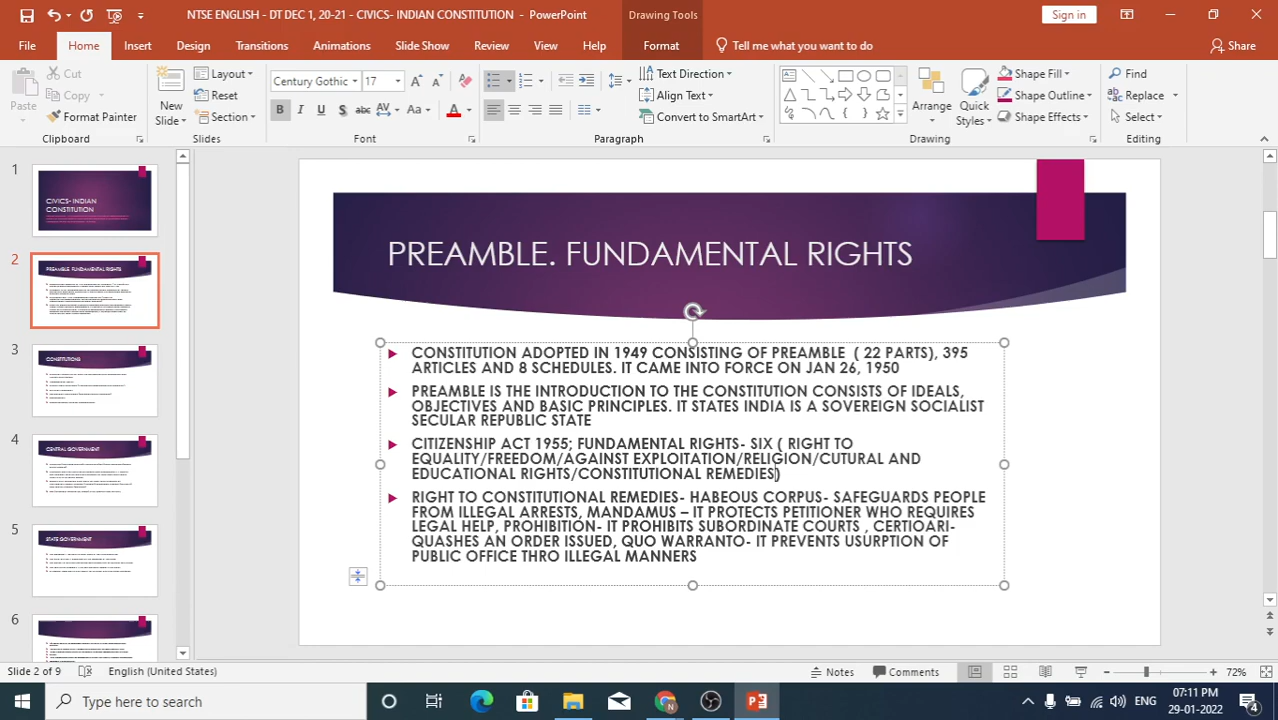 NTSE ENGLISH - DT DEC 1, 20-21 - CIVICS- INDIAN CONSTITUTION - PowerPoint
Drawing Tools
Sign in
File Home Insert Design Transitions Animations Slide Show Review View Help Format Tell me what you want to do Share
Paste
Cut
Copy
Format Painter
Clipboard
New Slide
Layout
Reset
Section
Slides
Century Gothic 17
B U S abc AV Aa A
Font
Text Direction
Align Text
Convert to SmartArt
Paragraph
Arrange
Quick Styles
Shape Fill
Shape Outline
Shape Effects
Drawing
Find
Replace
Select
Editing
1
CIVICS- INDIAN
CONSTITUTION
2
PREAMBLE. FUNDAMENTAL RIGHTS
3
CONSTITUTIONS
4
CENTRAL GOVERNMENT
5
STATE GOVERNMENT
6
PREAMBLE. FUNDAMENTAL RIGHTS
CONSTITUTION ADOPTED IN 1949 CONSISTING OF PREAMBLE ( 22 PARTS), 395
ARTICLES AND 8 SCHEDULES. IT CAME INTO FORCE ON JAN 26, 1950
PREAMBLE IS THE INTRODUCTION TO THE CONSTITUTION CONSISTS OF IDEALS,
OBJECTIVES AND BASIC PRINCIPLES. IT STATES INDIA IS A SOVEREIGN SOCIALIST
SECULAR REPUBLIC STATE
CITIZENSHIP ACT 1955; FUNDAMENTAL RIGHTS- SIX ( RIGHT TO
EQUALITY/FREEDOM/AGAINST EXPLOITATION/RELIGION/CUTURAL AND
EDUCATIONAL RIGHTS/CONSTITUTIONAL REMEDIES)
RIGHT TO CONSTITUTIONAL REMEDIES- HABEOUS CORPUS- SAFEGUARDS PEOPLE
FROM ILLEGAL ARRESTS, MANDAMUS – IT PROTECTS PETITIONER WHO REQUIRES
LEGAL HELP, PROHIBITION- IT PROHIBITS SUBORDINATE COURTS , CERTIOARI-
QUASHES AN ORDER ISSUED, QUO WARRANTO- IT PREVENTS USURPTION OF
PUBLIC OFFICE THRO ILLEGAL MANNERS
Slide 2 of 9 English (United States) Notes Comments 72%
Type here to search
ENG
07:11 PM
29-01-2022
4